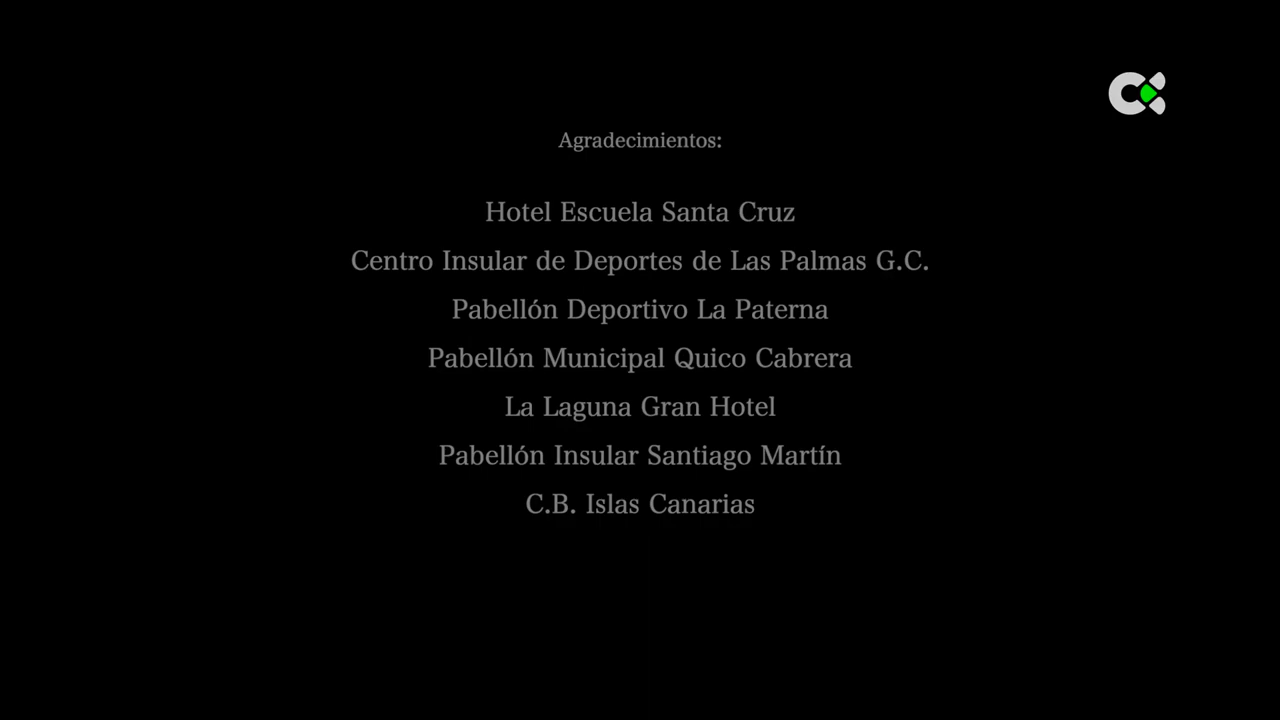 Agradecimientos:
Hotel Escuela Santa Cruz
Centro Insular de Deportes de Las Palmas G.C.
Pabellón Deportivo La Paterna
Pabellón Municipal Quico Cabrera
La Laguna Gran Hotel
Pabellón Insular Santiago Martín
C.B. Islas Canarias